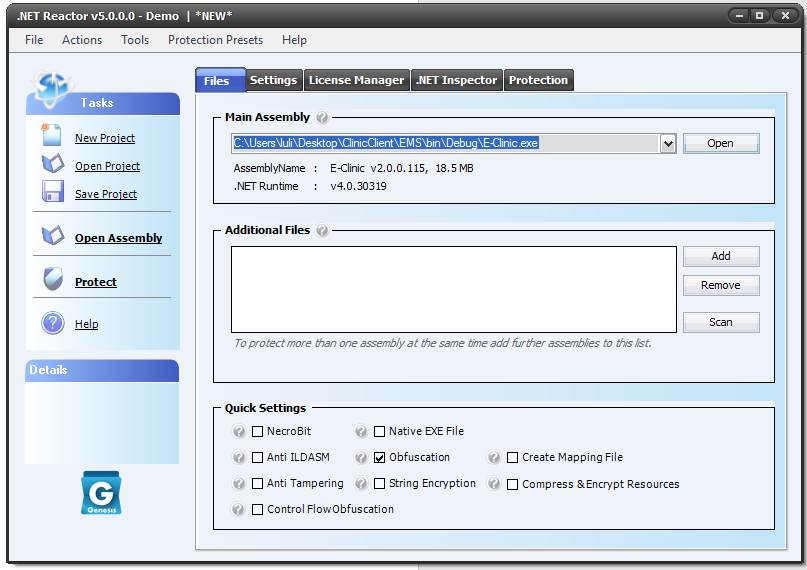 .NET Reactor v5.0.0.0 - Demo | *NEW*
File Actions Tools Protection Presets Help
Tasks
New Project
Open Project
Save Project
Open Assembly
Protect
? Help
Details
G
Genesis
Files Settings License Manager .NET Inspector Protection
Main Assembly ?
C:\Users\luli\Desktop\ClinicClient\EMS\bin\Debug\E-Clinic.exe Open
AssemblyName : E-Clinic v2.0.0.115, 18.5 MB
.NET Runtime : v4.0.30319
Additional Files ?
Add
Remove
Scan
To protect more than one assembly at the same time add further assemblies to this list.
Quick Settings
? NecroBit ? Native EXE File
? Anti ILDASM ? Obfuscation ? Create Mapping File
? Anti Tampering ? String Encryption ? Compress & Encrypt Resources
? Control Flow Obfuscation